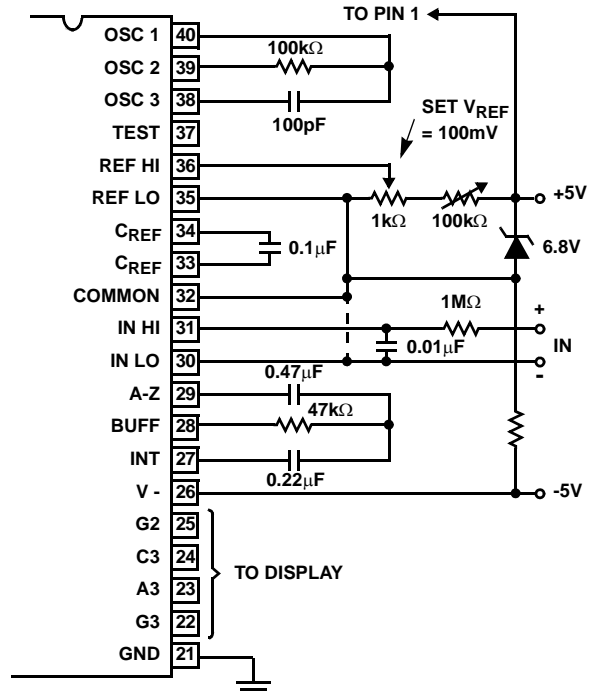 TO PIN 1
OSC 1 40
100kΩ
OSC 2 39
OSC 3 38
100pF
SET VREF
= 100mV
TEST 37
REF HI 36
REF LO 35
1kΩ 100kΩ
+5V
CREF 34
0.1µF
6.8V
CREF 33
COMMON 32
1MΩ
+
IN HI 31
0.01µF
IN
IN LO 30
-
0.47µF
A-Z 29
47kΩ
BUFF 28
INT 27
0.22µF
V - 26
-5V
G2 25
C3 24
TO DISPLAY
A3 23
G3 22
GND 21